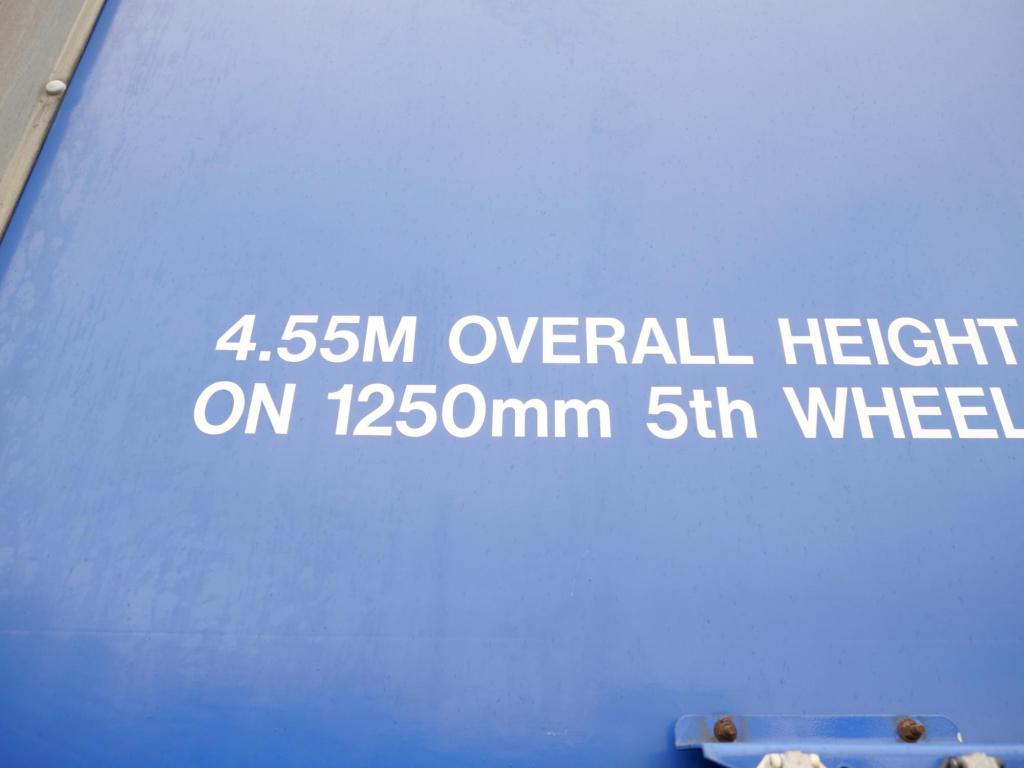 4.55M OVERALL HEIGHT
ON 1250mm 5th WHEEL